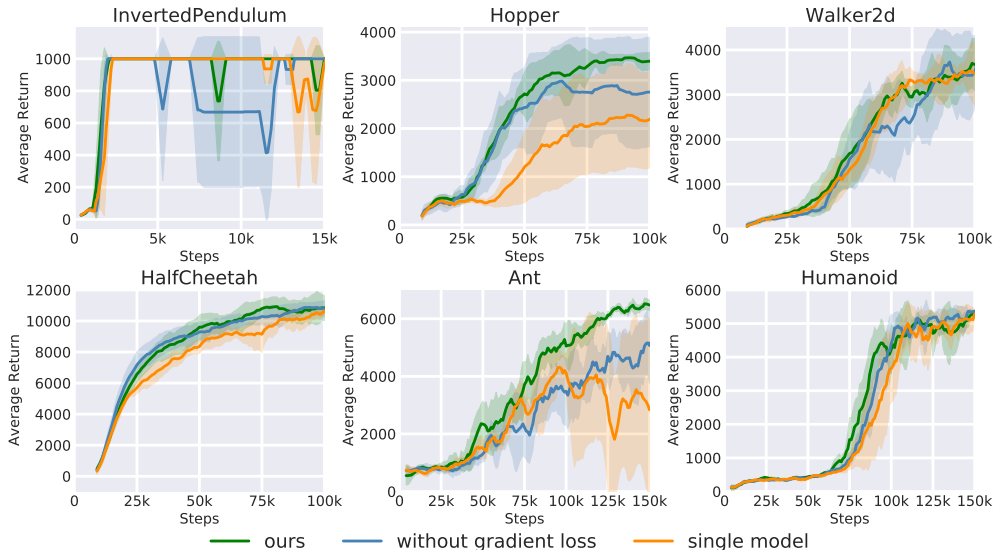 InvertedPendulum
Average Return
1000
800
600
400
200
0
0 5k 10k 15k
Steps
Hopper
Average Return
4000
3000
2000
1000
0
0 25k 50k 75k 100k
Steps
Walker2d
Average Return
4000
3000
2000
1000
0
0 25k 50k 75k 100k
Steps
HalfCheetah
Average Return
12000
10000
8000
6000
4000
2000
0
0 25k 50k 75k 100k
Steps
Ant
Average Return
6000
4000
2000
0
0 25k 50k 75k 100k 125k 150k
Steps
Humanoid
Average Return
6000
5000
4000
3000
2000
1000
0
0 25k 50k 75k 100k 125k 150k
Steps
ours without gradient loss single model